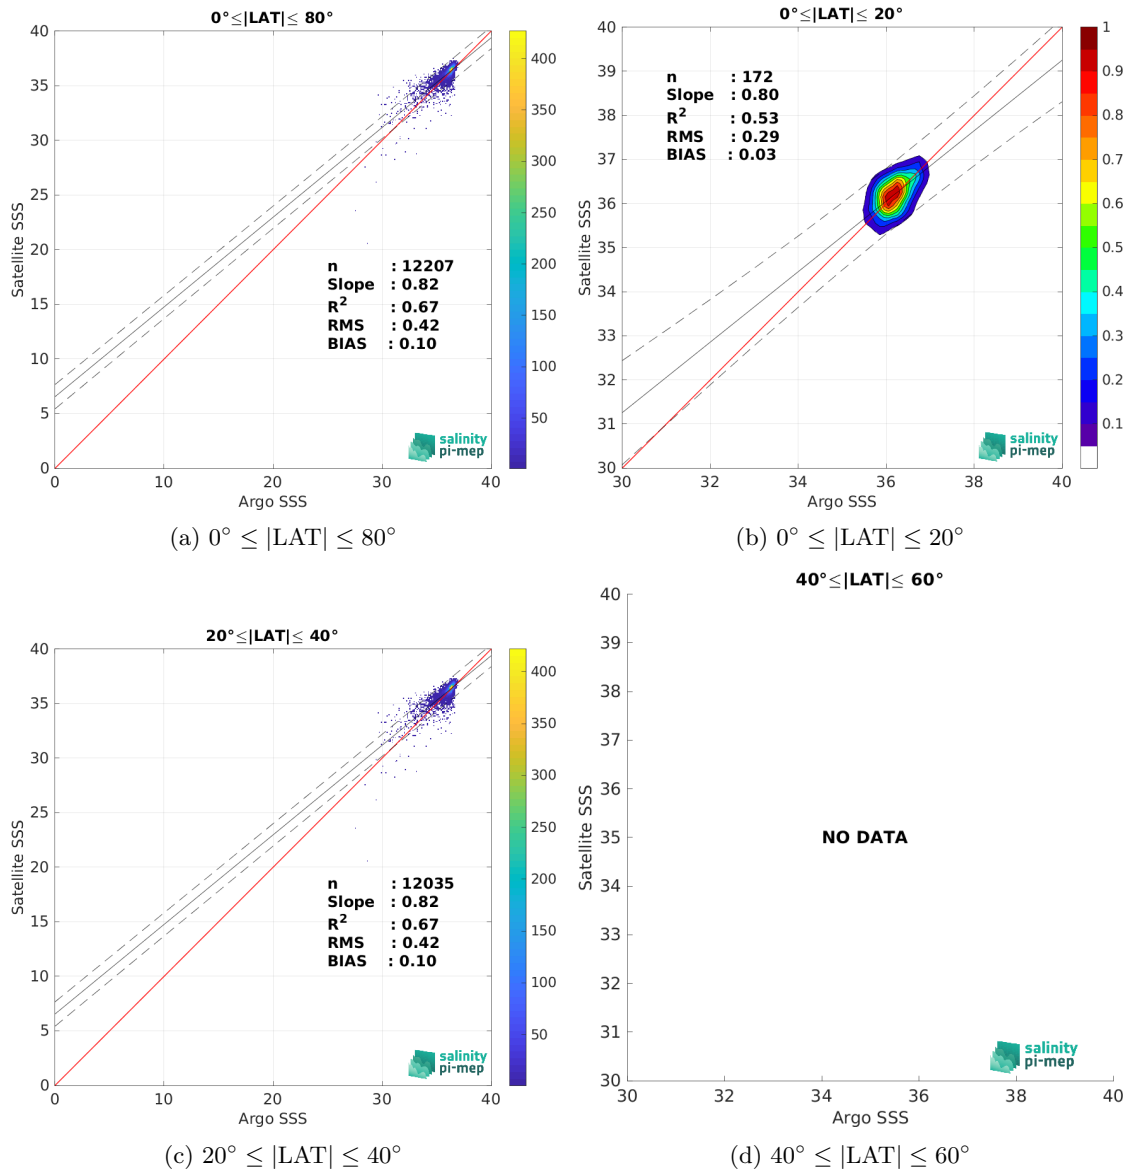 0°≤|LAT|≤ 80°
40
35
30
25
20
15
10
5
0
0
10
20
30
40
Satellite SSS
Argo SSS
n : 12207
Slope : 0.82
R² : 0.67
RMS : 0.42
BIAS : 0.10
400
350
300
250
200
150
100
50
salinity
pi-mep
(a) 0° ≤ |LAT| ≤ 80°
0°≤|LAT|≤ 20°
40
39
38
37
36
35
34
33
32
31
30
30
32
34
36
38
40
Satellite SSS
Argo SSS
n : 172
Slope : 0.80
R² : 0.53
RMS : 0.29
BIAS : 0.03
1
0.9
0.8
0.7
0.6
0.5
0.4
0.3
0.2
0.1
salinity
pi-mep
(b) 0° ≤ |LAT| ≤ 20°
20°≤|LAT|≤ 40°
40
35
30
25
20
15
10
5
0
0
10
20
30
40
Satellite SSS
Argo SSS
n : 12035
Slope : 0.82
R² : 0.67
RMS : 0.42
BIAS : 0.10
400
350
300
250
200
150
100
50
salinity
pi-mep
(c) 20° ≤ |LAT| ≤ 40°
40°≤|LAT|≤ 60°
40
39
38
37
36
35
34
33
32
31
30
30
32
34
36
38
40
Satellite SSS
Argo SSS
NO DATA
salinity
pi-mep
(d) 40° ≤ |LAT| ≤ 60°